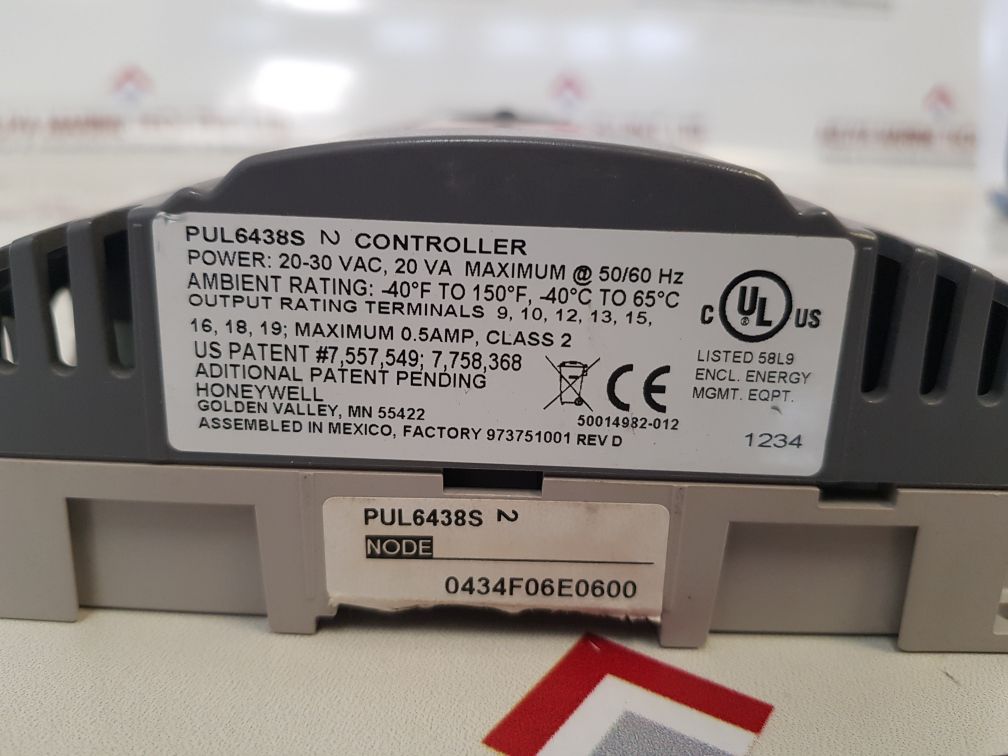 PUL6438S 2 CONTROLLER
POWER: 20-30 VAC, 20 VA MAXIMUM @ 50/60 Hz
AMBIENT RATING: -40°F TO 150°F, -40°C TO 65°C
OUTPUT RATING TERMINALS 9, 10, 12, 13, 15,
16, 18, 19; MAXIMUM 0.5AMP, CLASS 2
US PATENT #7,557,549; 7,758,368
ADITIONAL PATENT PENDING
HONEYWELL
GOLDEN VALLEY, MN 55422
ASSEMBLED IN MEXICO, FACTORY 973751001 REV D
CE
50014982-012
C UL ® US
LISTED 58L9
ENCL. ENERGY
MGMT. EQPT.
1234
PUL6438S 2
NODE
0434F06E0600